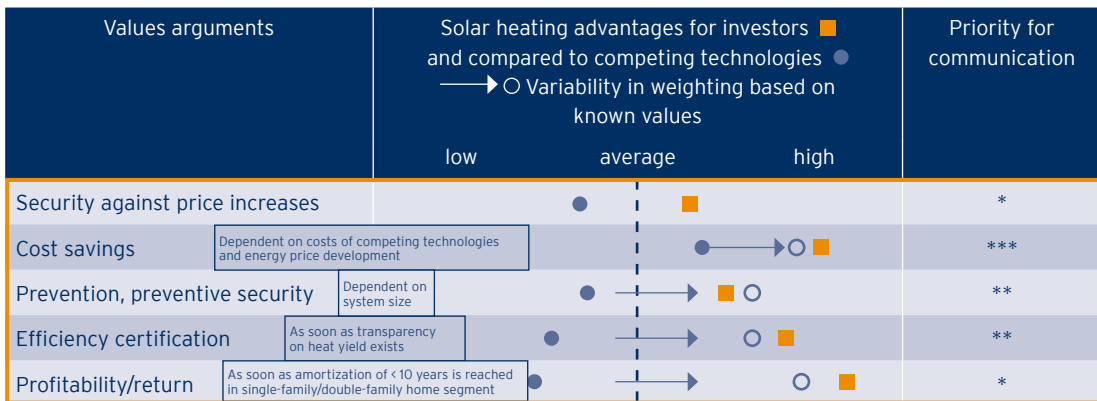 Values arguments
Solar heating advantages for investors
and compared to competing technologies
Variability in weighting based on
known values
Priority for
communication
low average high
Security against price increases
*
Cost savings
Dependent on costs of competing technologies
and energy price development
***
Prevention, preventive security
Dependent on
system size
**
Efficiency certification
As soon as transparency
on heat yield exists
**
Profitability/return
As soon as amortization of < 10 years is reached
in single-family/double-family home segment
*